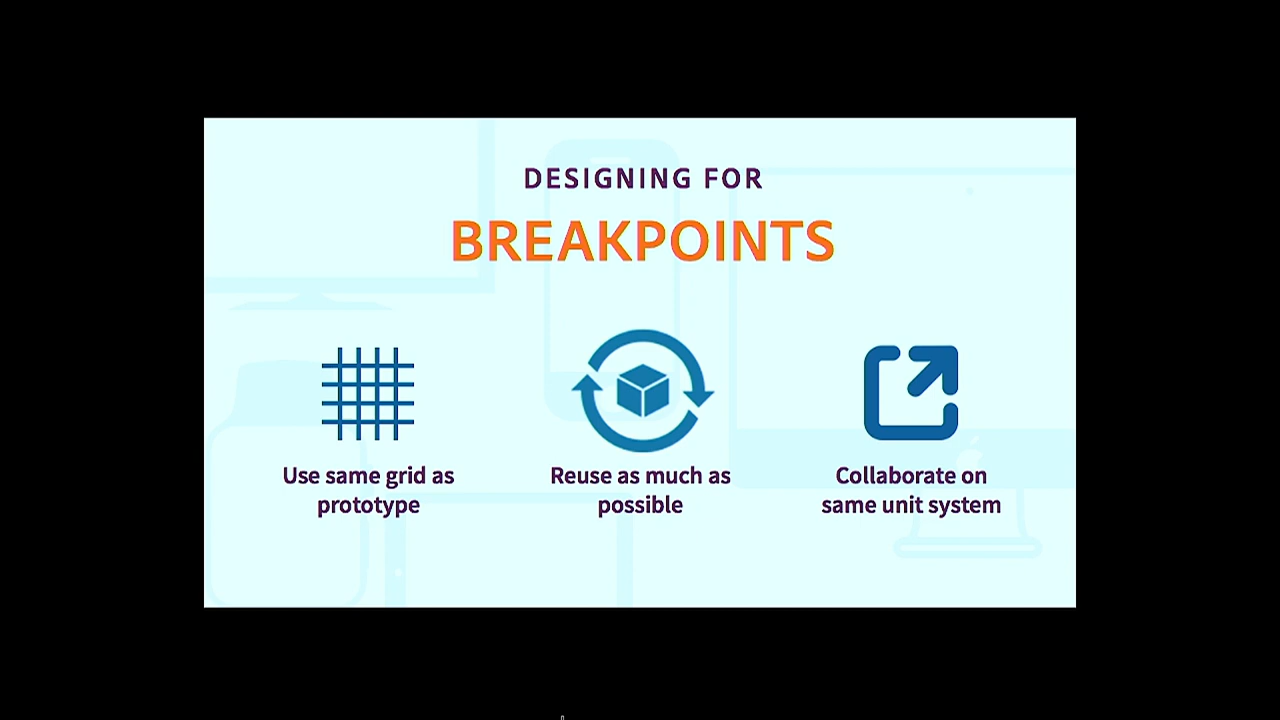 DESIGNING FOR
BREAKPOINTS
Use same grid as
prototype
Reuse as much as
possible
Collaborate on
same unit system